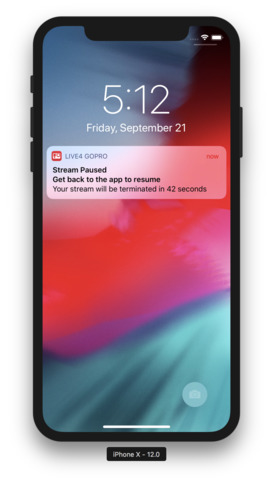 5:12
Friday, September 21
LIVE4 GOPRO now
Stream Paused
Get back to the app to resume
Your stream will be terminated in 42 seconds
iPhone X - 12.0